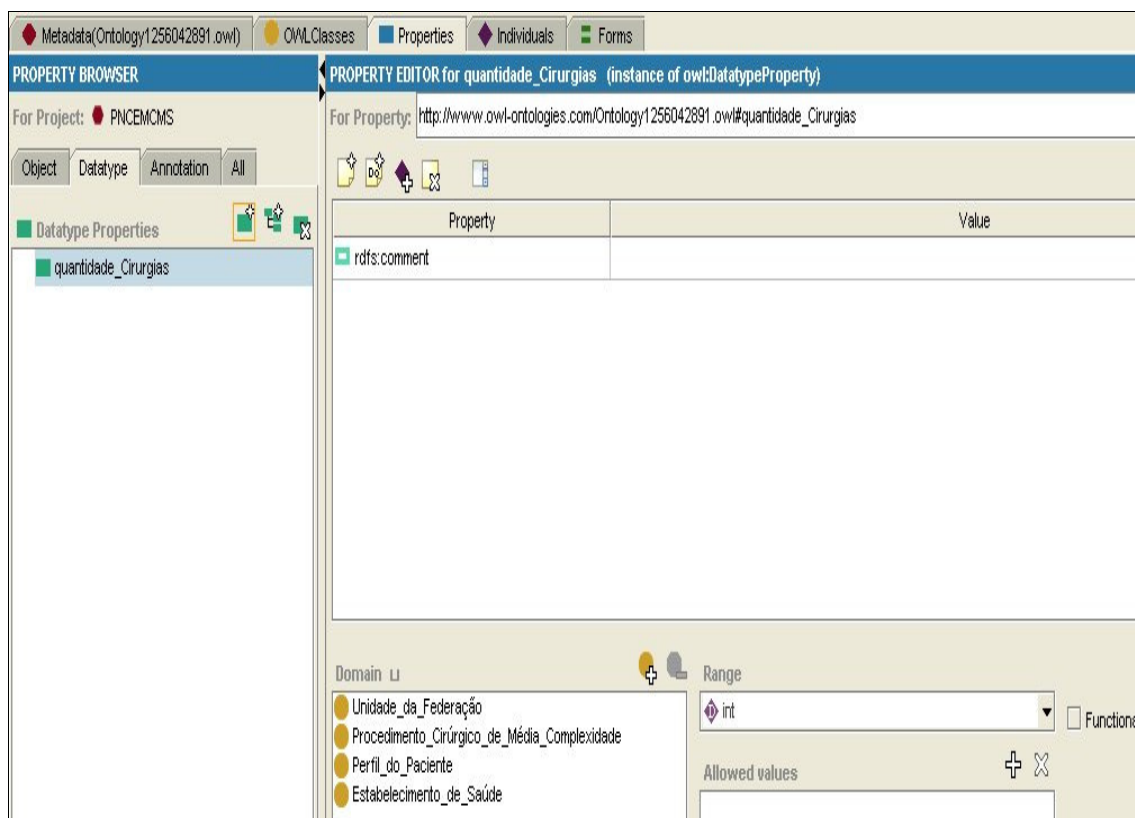 Metadata(Ontology1256042891.owl) OWLClasses Properties Individuals Forms
PROPERTY BROWSER
For Project: PNCEMCMS
Object Datatype Annotation All
Datatype Properties
quantidade_Cirurgias
PROPERTY EDITOR for quantidade_Cirurgias (instance of owl:DatatypeProperty)
For Property: http://www.owl-ontologies.com/Ontology1256042891.owl#quantidade_Cirurgias
Property Value
rdfs:comment
Domain ⊔
Unidade_da_Federação
Procedimento_Cirúrgico_de_Média_Complexidade
Perfil_do_Paciente
Estabelecimento_de_Saúde
Range
int
Functiona
Allowed values